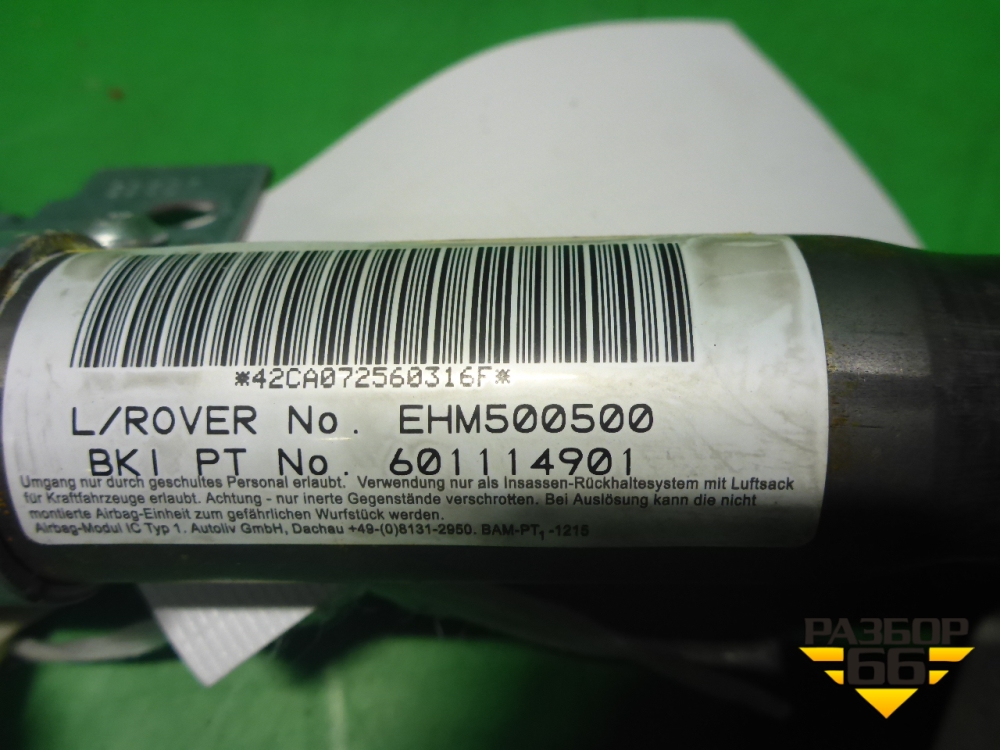 *42CA072560316F*
L/ROVER No. EHM500500
BKI PT No. 601114901
Umgang nur durch geschultes Personal erlaubt. Verwendung nur als Insassen-Rückhaltesystem mit Luftsack
für Kraftfahrzeuge erlaubt. Achtung - nur inerte Gegenstände verschrotten. Bei Auslösung kann die nicht
montierte Airbag-Einheit zum gefährlichen Wurfstück werden.
Airbag-Modul IC Typ 1. Autoliv GmbH, Dachau +49-(0)8131-2950. BAM-PT₁ -1215
РАЗБОР
66